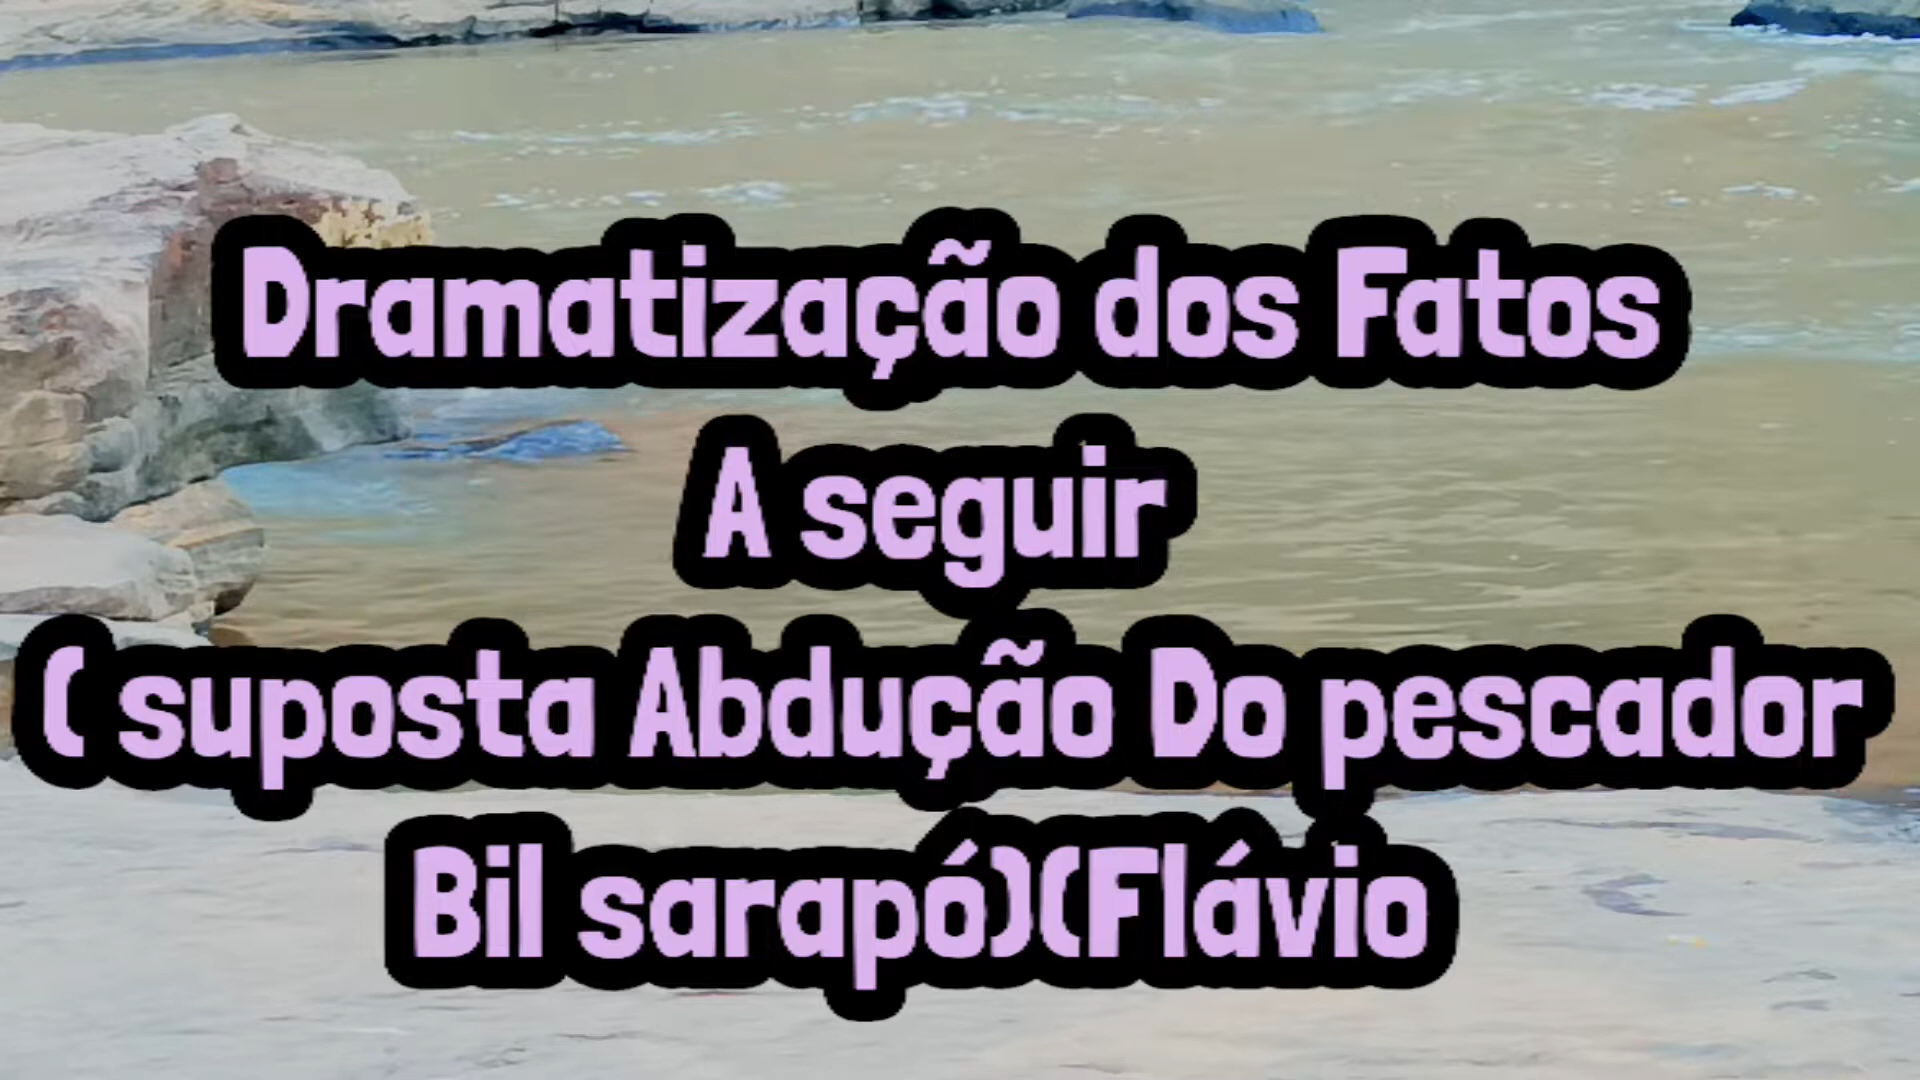 Dramatização dos Fatos
A seguir
( suposta Abdução Do pescador
Bil sarapó)(Flávio